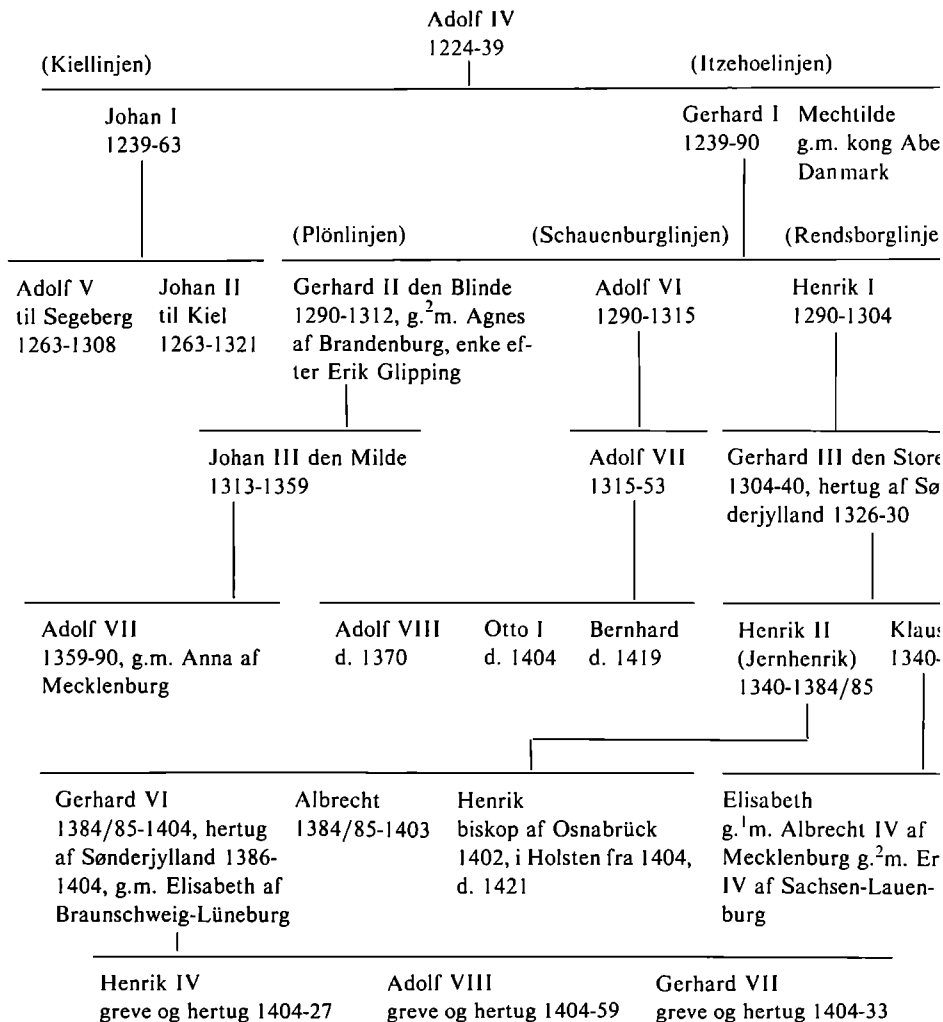 Adolf IV
1224-39
(Kiellinjen) (Itzehoelinjen)
Johan I
1239-63
Gerhard I
1239-90
Mechtilde
g.m. kong Abe
Danmark
(Plönlinjen) (Schauenburglinjen) (Rendsborglinje
Adolf V
til Segeberg
1263-1308
Johan II
til Kiel
1263-1321
Gerhard II den Blinde
1290-1312, g.²m. Agnes
af Brandenburg, enke ef-
ter Erik Glipping
Adolf VI
1290-1315
Henrik I
1290-1304
Johan III den Milde
1313-1359
Adolf VII
1315-53
Gerhard III den Store
1304-40, hertug af Sø
derjylland 1326-30
Adolf VII
1359-90, g.m. Anna af
Mecklenburg
Adolf VIII
d. 1370
Otto I
d. 1404
Bernhard
d. 1419
Henrik II
(Jernhenrik)
1340-1384/85
Klaus
1340-
Gerhard VI
1384/85-1404, hertug
af Sønderjylland 1386-
1404, g.m. Elisabeth af
Braunschweig-Lüneburg
Albrecht
1384/85-1403
Henrik
biskop af Osnabrück
1402, i Holsten fra 1404,
d. 1421
Elisabeth
g.¹m. Albrecht IV af
Mecklenburg g.²m. Er
IV af Sachsen-Lauen-
burg
Henrik IV
greve og hertug 1404-27
Adolf VIII
greve og hertug 1404-59
Gerhard VII
greve og hertug 1404-33